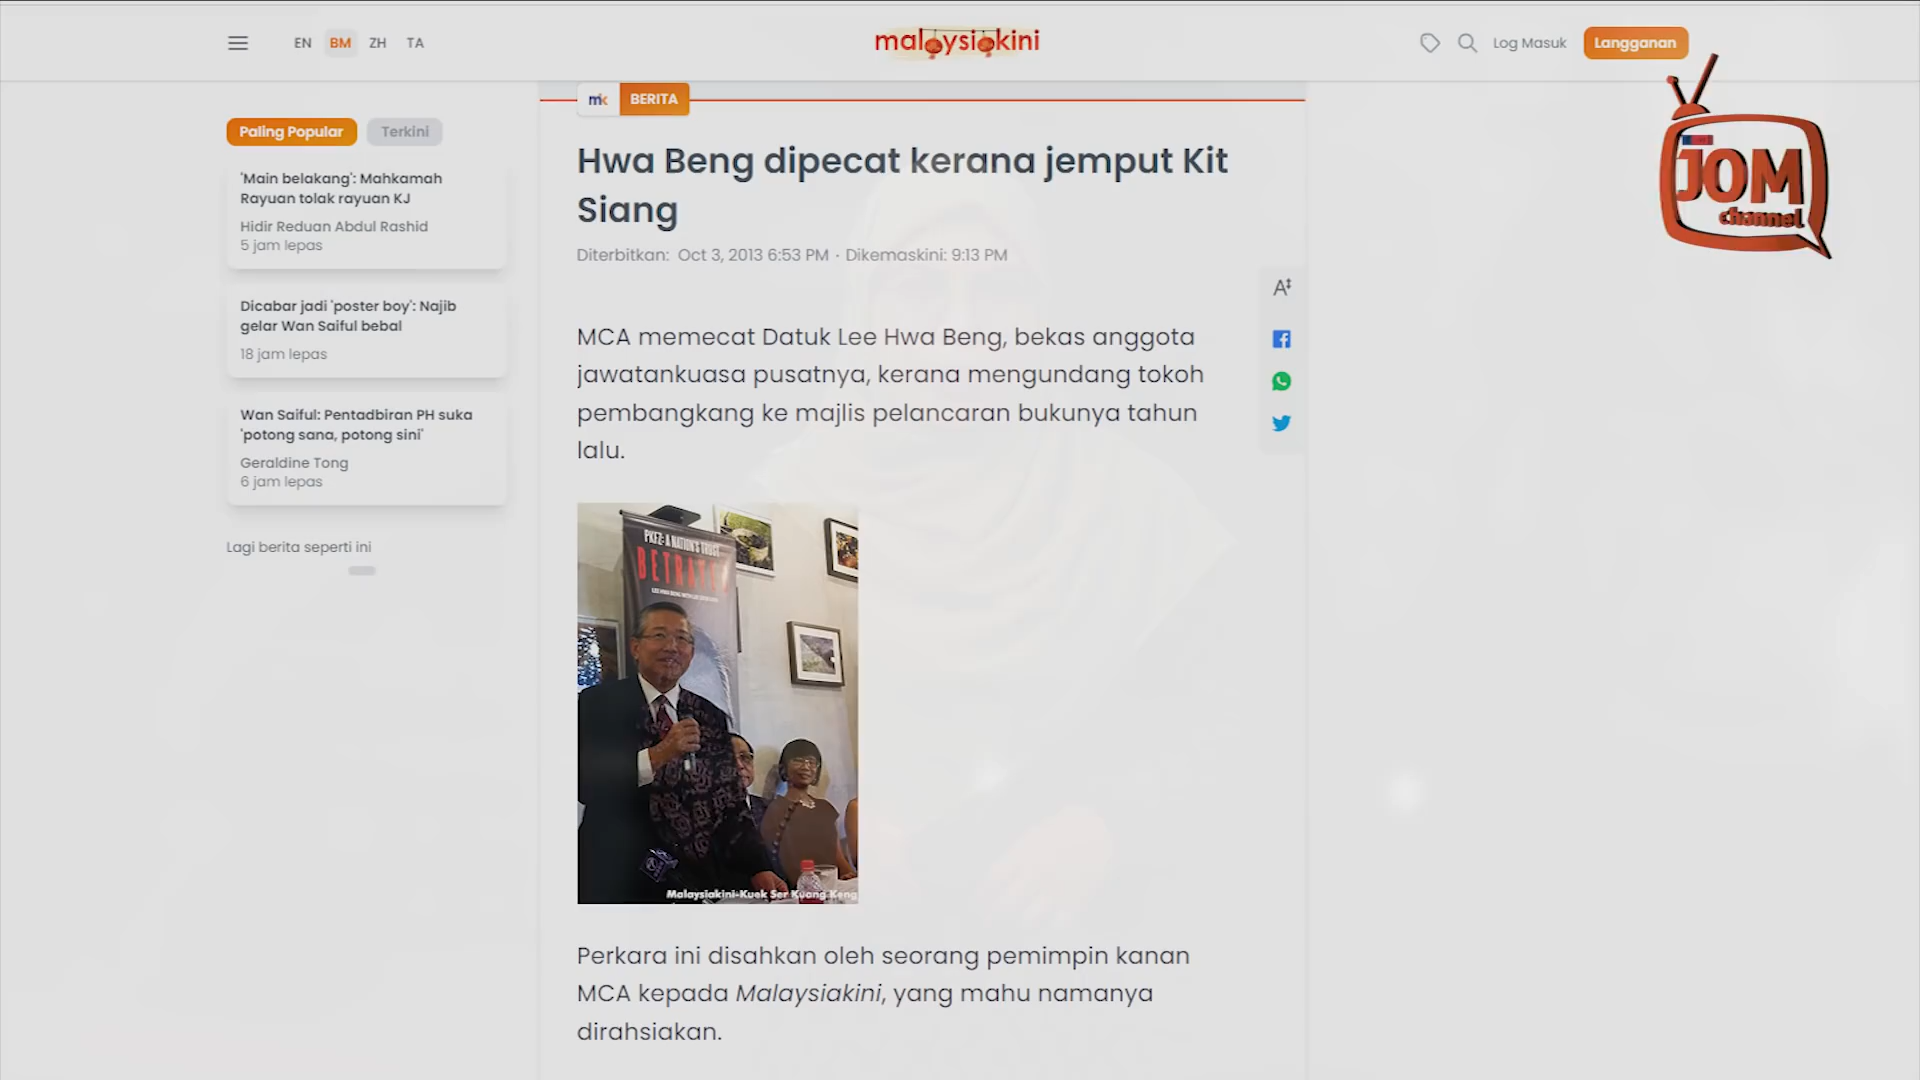 EN BM ZH TA
malaysiakini
Log Masuk
Langganan
JOM
channel
Paling Popular
Terkini
'Main belakang': Mahkamah
Rayuan tolak rayuan KJ
Hidir Reduan Abdul Rashid
5 jam lepas
Dicabar jadi 'poster boy': Najib
gelar Wan Saiful bebal
18 jam lepas
Wan Saiful: Pentadbiran PH suka
'potong sana, potong sini'
Geraldine Tong
6 jam lepas
Lagi berita seperti ini
mk BERITA
Hwa Beng dipecat kerana jemput Kit
Siang
Diterbitkan: Oct 3, 2013 6:53 PM · Dikemaskini: 9:13 PM
A
MCA memecat Datuk Lee Hwa Beng, bekas anggota
jawatankuasa pusatnya, kerana mengundang tokoh
pembangkang ke majlis pelancaran bukunya tahun
lalu.
PKFZ: A NATION'S TRUST
BETRAYE
Malaysiakini-Kuek Ser Kuang Keng
Perkara ini disahkan oleh seorang pemimpin kanan
MCA kepada Malaysiakini, yang mahu namanya
dirahsiakan.